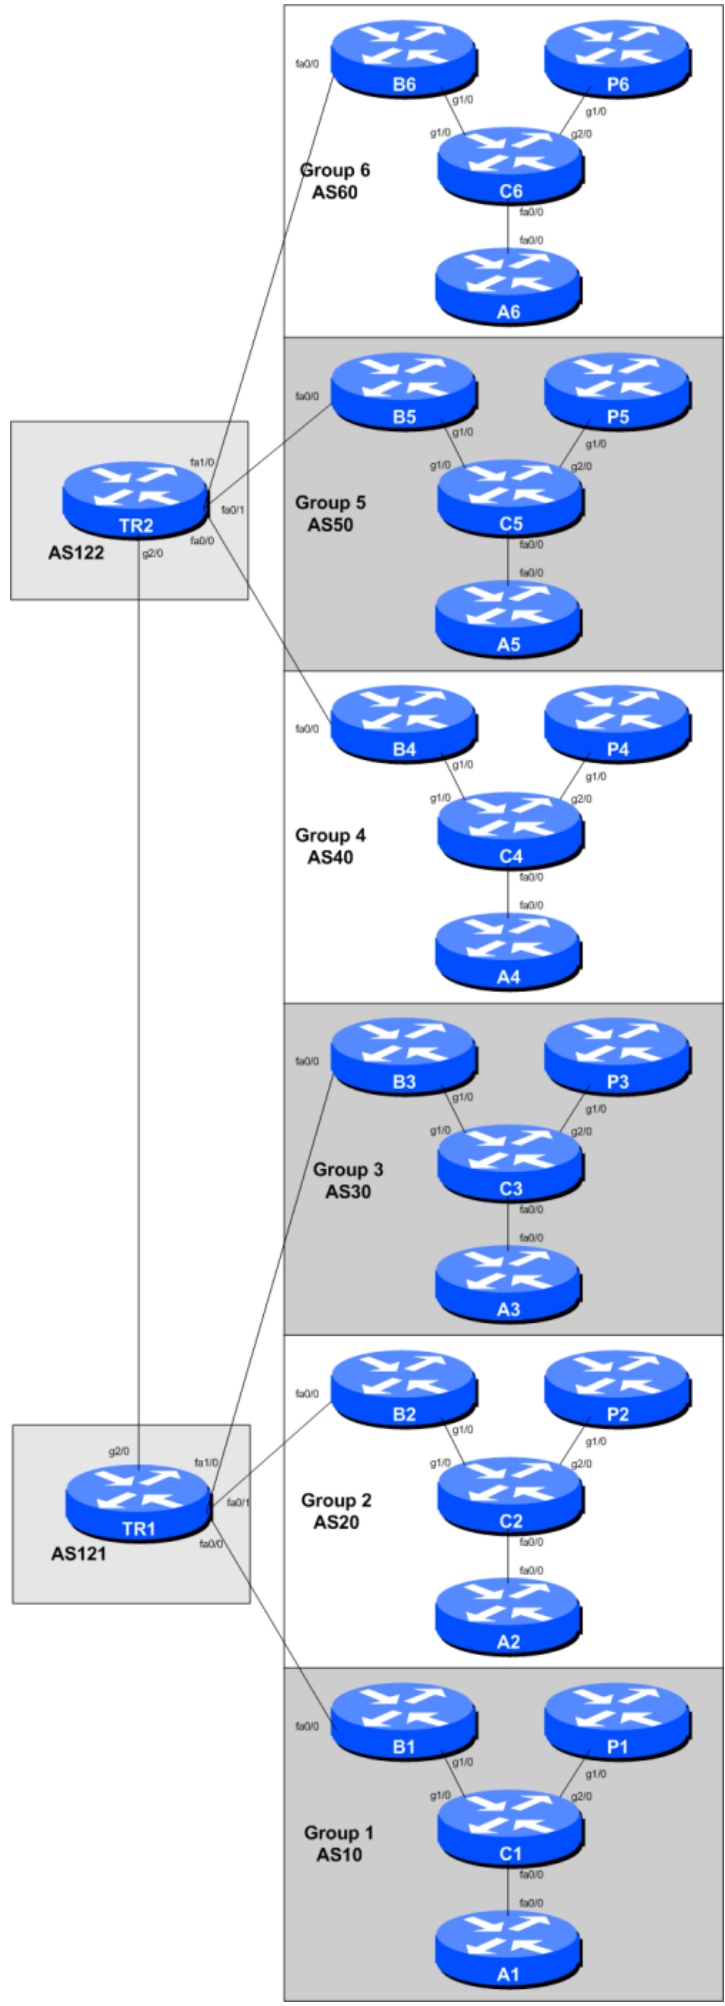 fa0/0
B6
P6
g1/0
g1/0
g1/0
g2/0
Group 6
AS60
C6
fa0/0
fa0/0
A6
fa0/0
B5
P5
g1/0
g1/0
g1/0
g2/0
Group 5
AS50
C5
fa0/0
fa0/0
A5
fa1/0
fa0/1
TR2
fa0/0
AS122
g2/0
fa0/0
B4
P4
g1/0
g1/0
g1/0
g2/0
Group 4
AS40
C4
fa0/0
fa0/0
A4
fa0/0
B3
P3
g1/0
g1/0
g1/0
g2/0
Group 3
AS30
C3
fa0/0
fa0/0
A3
fa0/0
B2
P2
g1/0
g1/0
g1/0
g2/0
Group 2
AS20
C2
fa0/0
fa0/0
A2
g2/0
fa1/0
fa0/1
TR1
fa0/0
AS121
fa0/0
B1
P1
g1/0
g1/0
g1/0
g2/0
Group 1
AS10
C1
fa0/0
fa0/0
A1